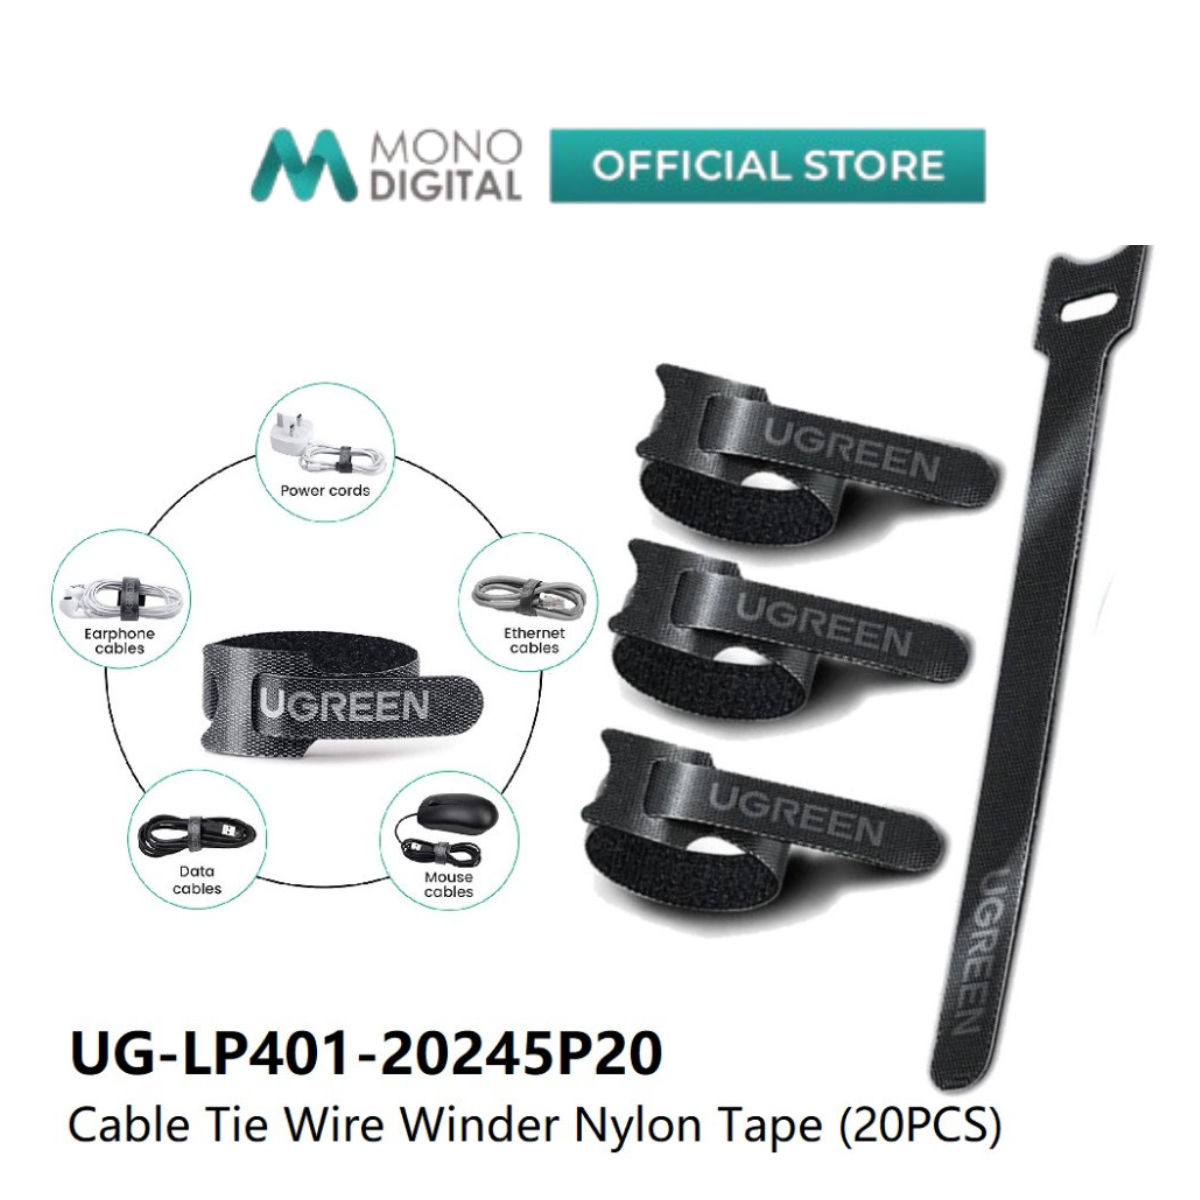 MONO
DIGITAL
OFFICIAL STORE
Power cords
Earphone
cables
Ethernet
cables
UGREEN
Data
cables
Mouse
cables
UGREEN
UGREEN
UGREEN
UGREEN
UG-LP401-20245P20
Cable Tie Wire Winder Nylon Tape (20PCS)